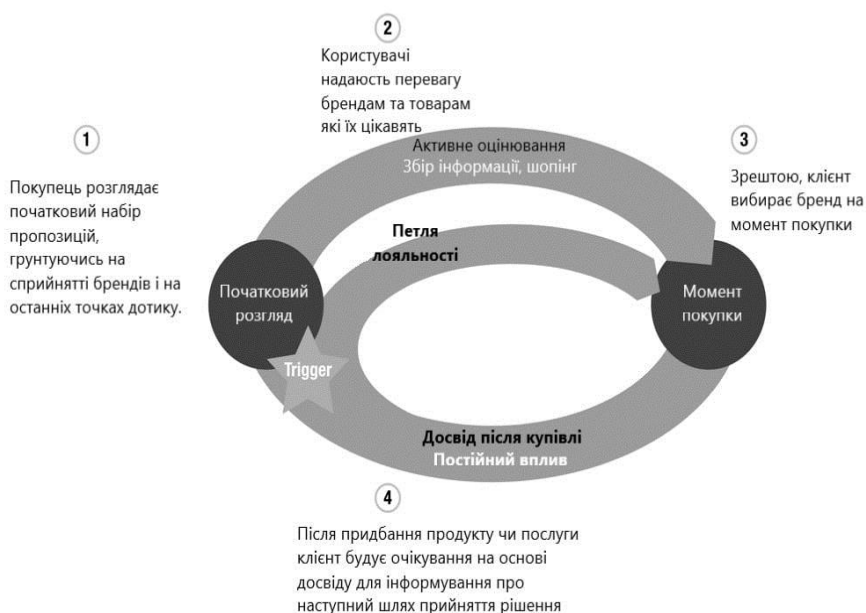 1
Покупець розглядає
початковий набір
пропозицій,
грунтуючись на
сприйнятті брендів і на
останніх точках дотику.
2
Користувачі
надають перевагу
брендам та товарам
які їх цікавять
Активне оцінювання
Збір інформації, шопінг
3
Зрештою, клієнт
вибирає бренд на
момент покупки
Петля
лояльності
Початковий
розгляд
Момент
покупки
Trigger
Досвід після купівлі
Постійний вплив
4
Після придбання продукту чи послуги
клієнт будує очікування на основі
досвіду для інформування про
наступний шлях прийняття рішення